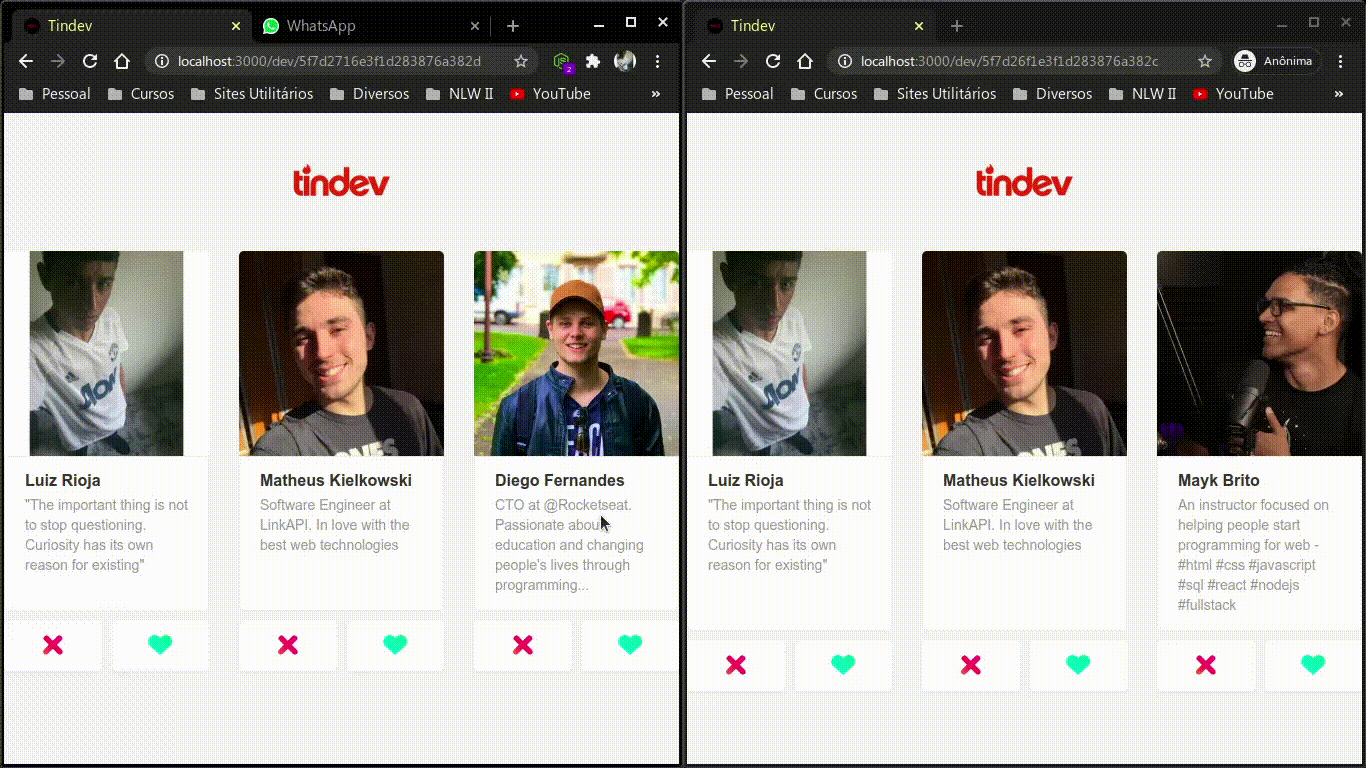 Tindev
WhatsApp
localhost:3000/dev/5f7d2716e3f1d283876a382d
2
Pessoal
Cursos
Sites Utilitários
Diversos
NLW II
YouTube
»
tindev
Luiz Rioja
"The important thing is not
to stop questioning.
Curiosity has its own
reason for existing"
Matheus Kielkowski
Software Engineer at
LinkAPI. In love with the
best web technologies
Diego Fernandes
CTO at @Rocketseat.
Passionate about
education and changing
people's lives through
programming...
Tindev
localhost:3000/dev/5f7d26f1e3f1d283876a382c
Anônima
Pessoal
Cursos
Sites Utilitários
Diversos
NLW II
YouTube
»
tindev
Luiz Rioja
"The important thing is not
to stop questioning.
Curiosity has its own
reason for existing"
Matheus Kielkowski
Software Engineer at
LinkAPI. In love with the
best web technologies
Mayk Brito
An instructor focused on
helping people start
programming for web -
#html #css #javascript
#sql #react #nodejs
#fullstack